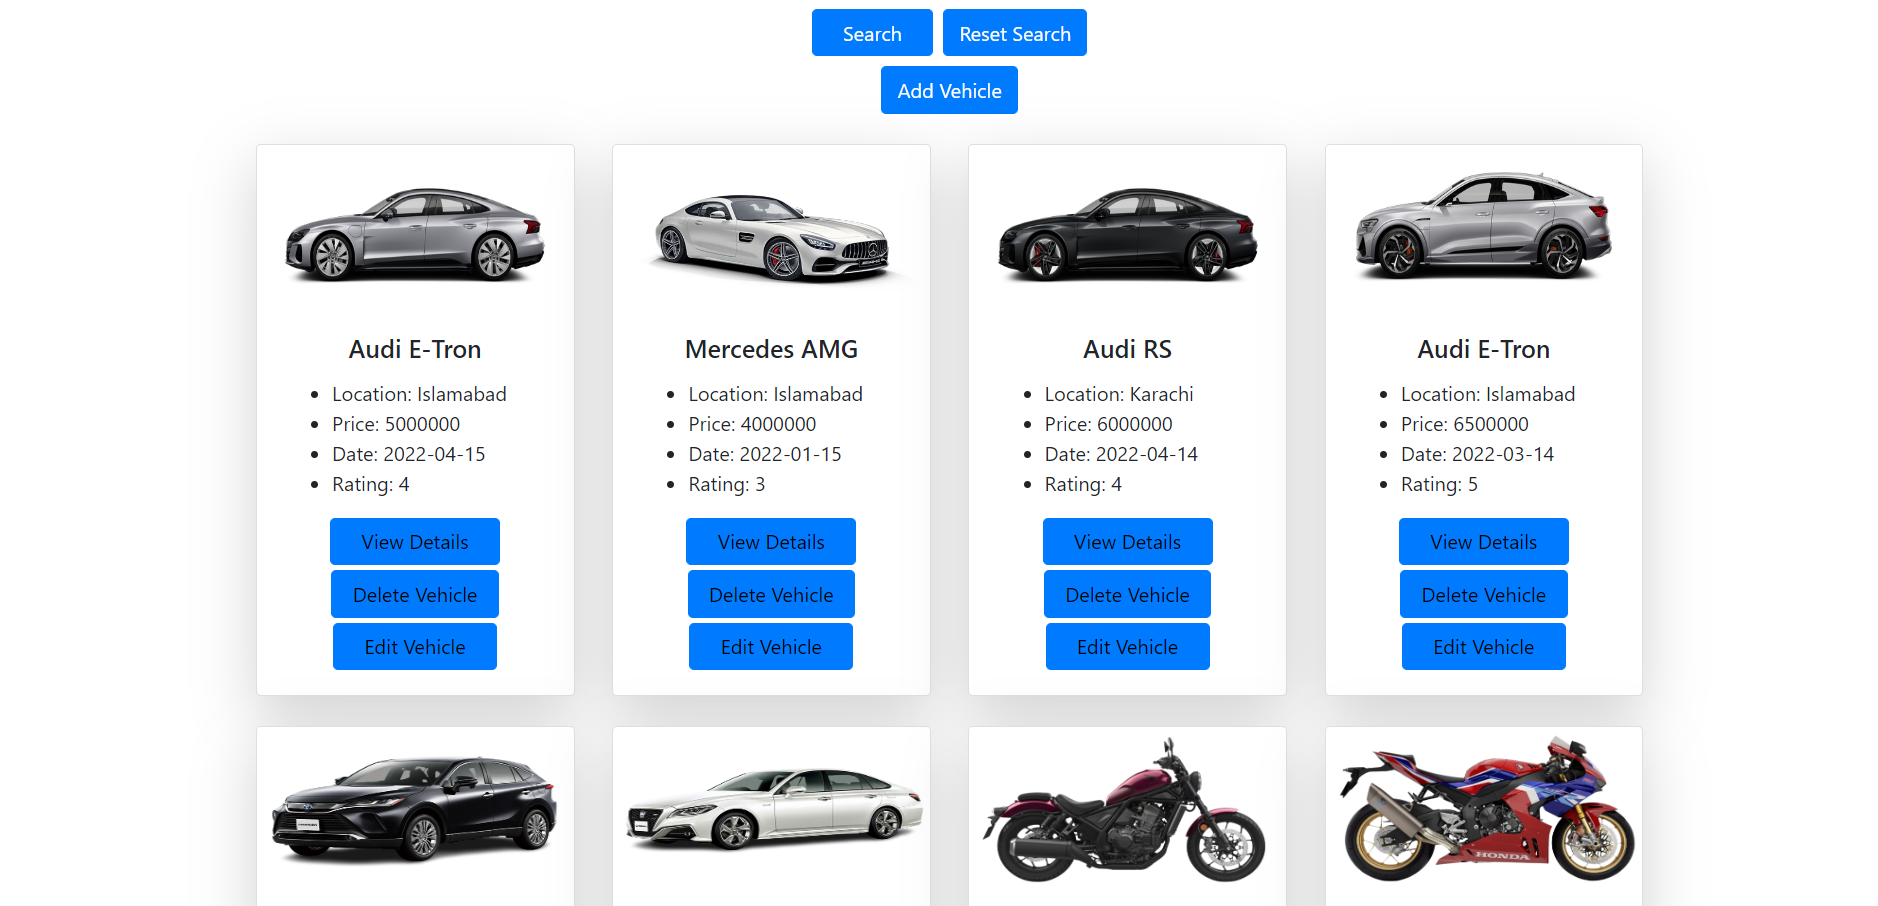 Search
Reset Search
Add Vehicle
Audi E-Tron
Location: Islamabad
Price: 5000000
Date: 2022-04-15
Rating: 4
View Details
Delete Vehicle
Edit Vehicle
Mercedes AMG
Location: Islamabad
Price: 4000000
Date: 2022-01-15
Rating: 3
View Details
Delete Vehicle
Edit Vehicle
Audi RS
Location: Karachi
Price: 6000000
Date: 2022-04-14
Rating: 4
View Details
Delete Vehicle
Edit Vehicle
Audi E-Tron
Location: Islamabad
Price: 6500000
Date: 2022-03-14
Rating: 5
View Details
Delete Vehicle
Edit Vehicle
HONDA